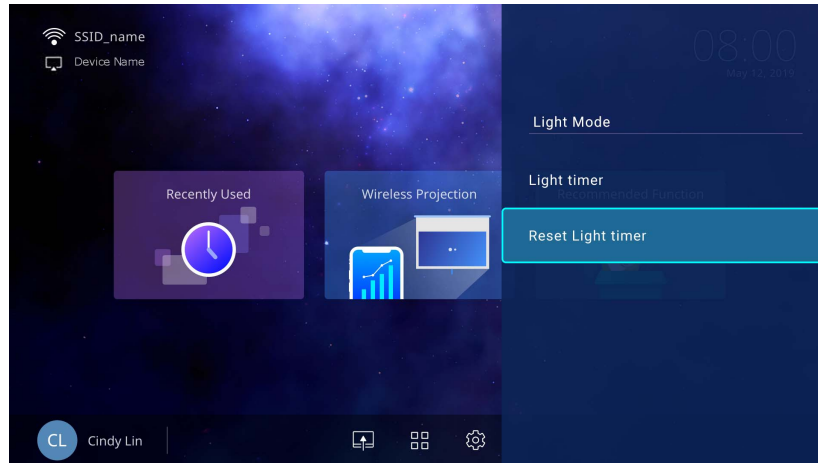 SSID_name
Device Name
08:00
May 12, 2019
Light Mode
Recently Used
Wireless Projection
Light timer
Recommended Function
Reset Light timer
CL
Cindy Lin